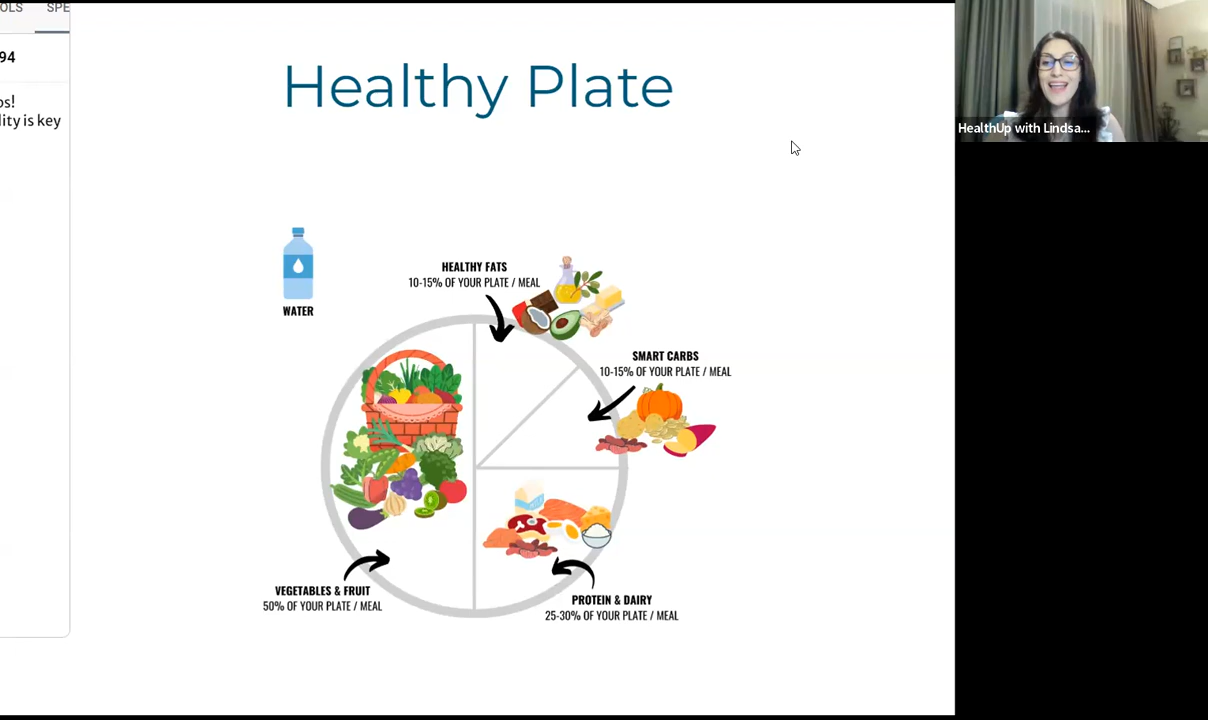 OLS SPE
94
os!
lity is key
Healthy Plate
WATER
HEALTHY FATS
10-15% OF YOUR PLATE / MEAL
SMART CARBS
10-15% OF YOUR PLATE / MEAL
VEGETABLES & FRUIT
50% OF YOUR PLATE / MEAL
PROTEIN & DAIRY
25-30% OF YOUR PLATE / MEAL
HealthUp with Lindsa...